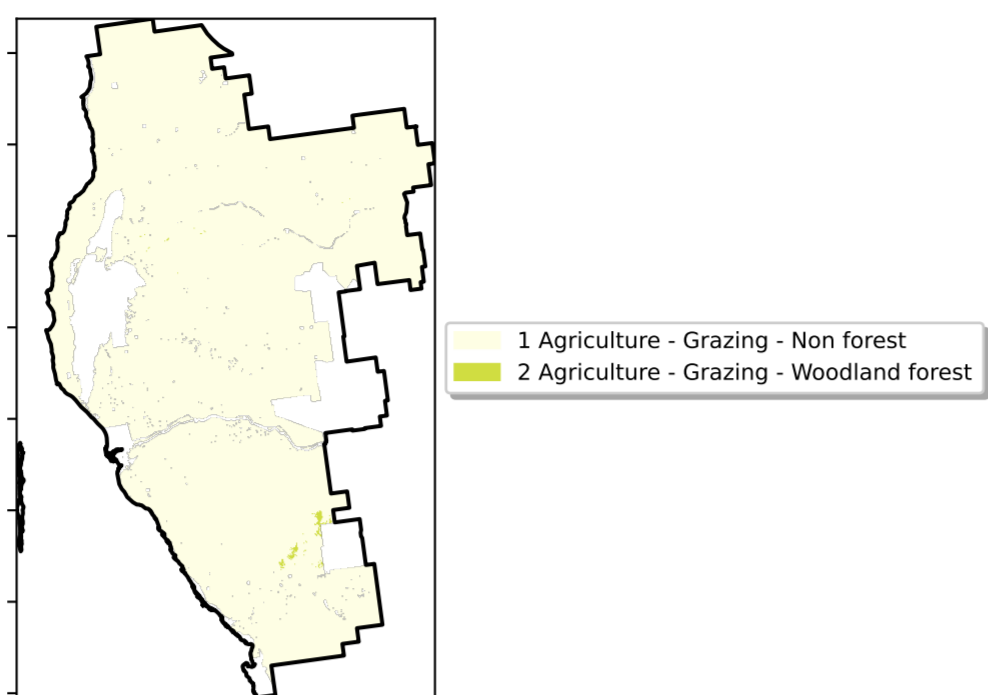 1 Agriculture - Grazing - Non forest
2 Agriculture - Grazing - Woodland forest